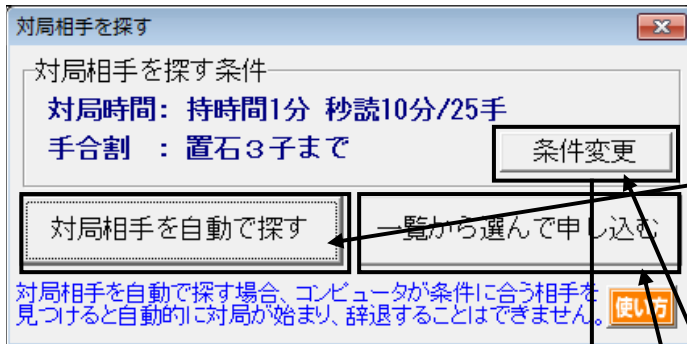 対局相手を探す
対局相手を探す条件
対局時間: 持時間1分 秒読10分/25手
手合割 : 置石3子まで
条件変更
対局相手を自動で探す
一覧から選んで申し込む
対局相手を自動で探す場合、コンピュータが条件に合う相手を
見つけると自動的に対局が始まり、辞退することはできません。
使い方